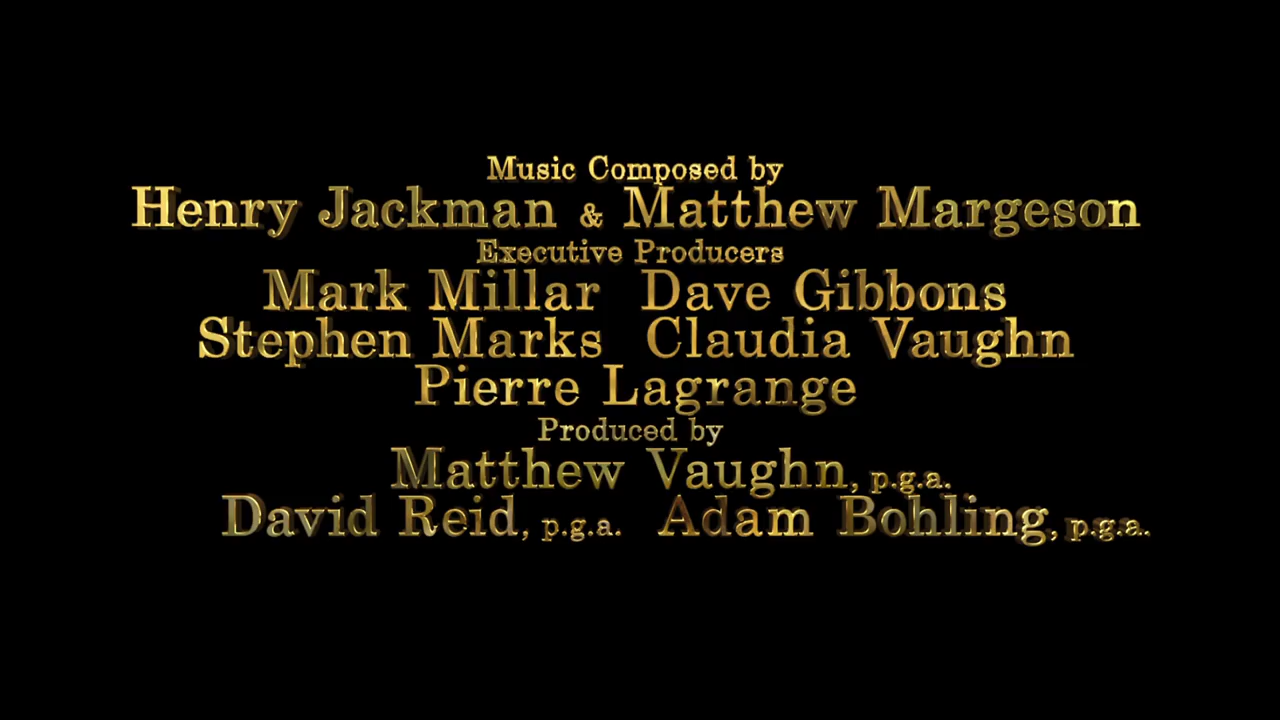 Music Composed by
Henry Jackman & Matthew Margeson
Executive Producers
Mark Millar Dave Gibbons
Stephen Marks Claudia Vaughn
Pierre Lagrange
Produced by
Matthew Vaughn, p.g.a.
David Reid, p.g.a. Adam Bohling, p.g.a.